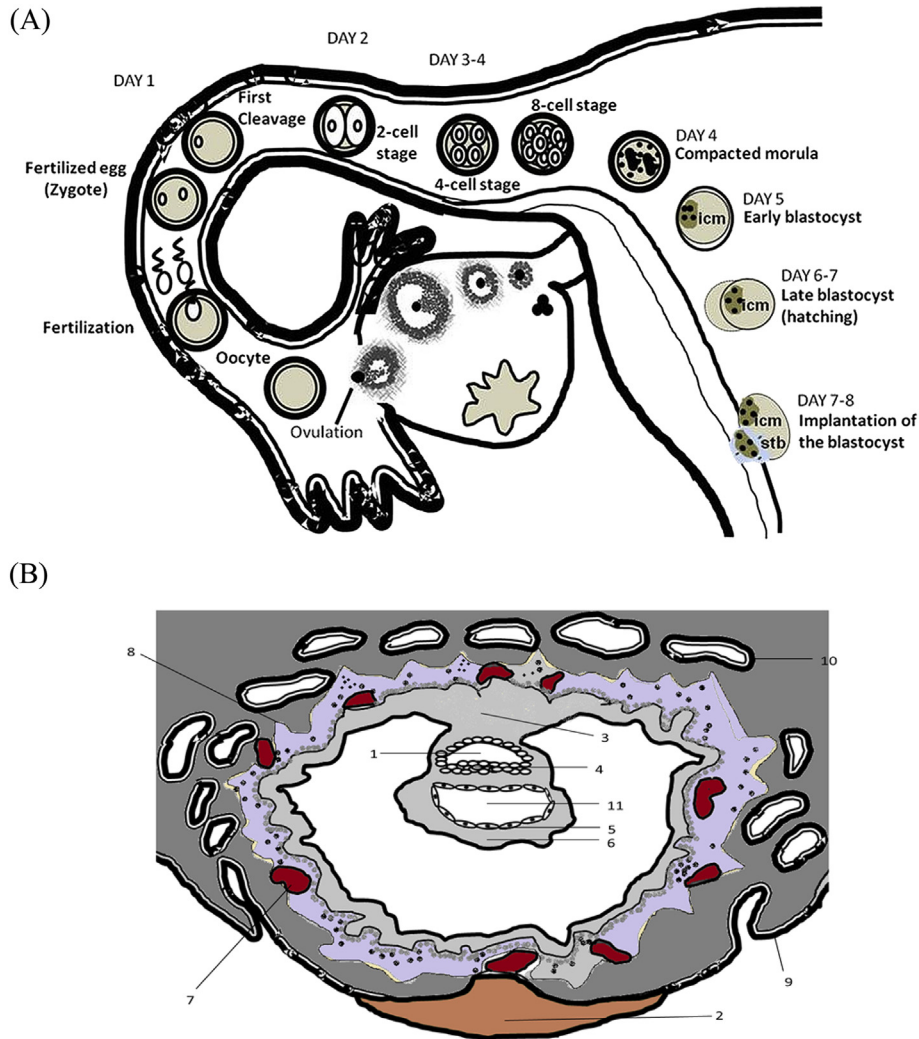 (A)
DAY 1
DAY 2
DAY 3-4
First
Cleavage
2-cell
stage
4-cell stage
8-cell stage
DAY 4
Compacted morula
Fertilized egg
(Zygote)
DAY 5
Early blastocyst
icm
DAY 6-7
Late blastocyst
(hatching)
icm
Fertilization
Oocyte
Ovulation
DAY 7-8
Implantation of
the blastocyst
icm
stb
(B)
8
10
1
3
4
11
5
6
7
9
2